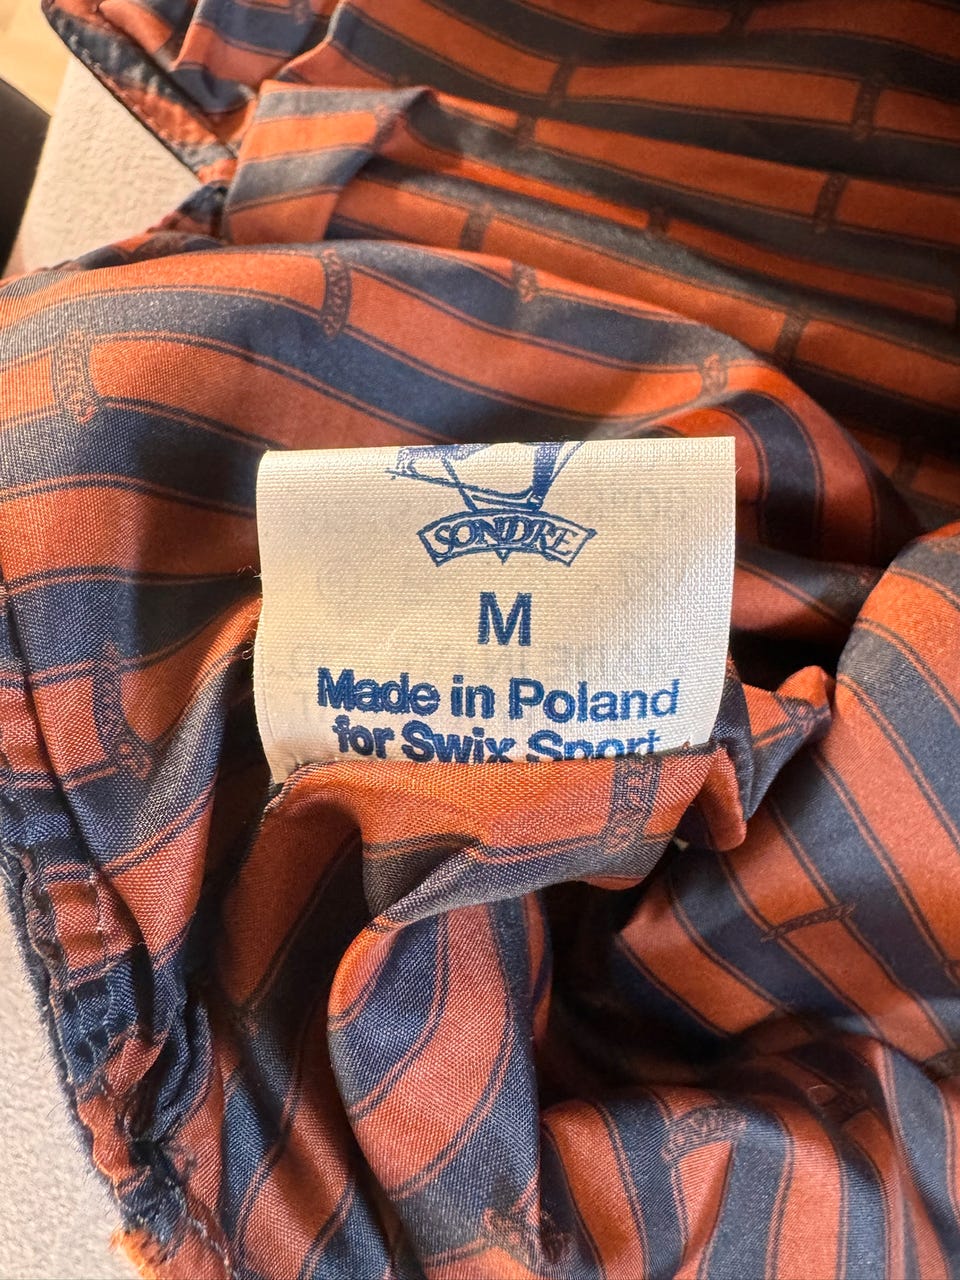 SONDRE
M
Made in Poland
for Swix Sport